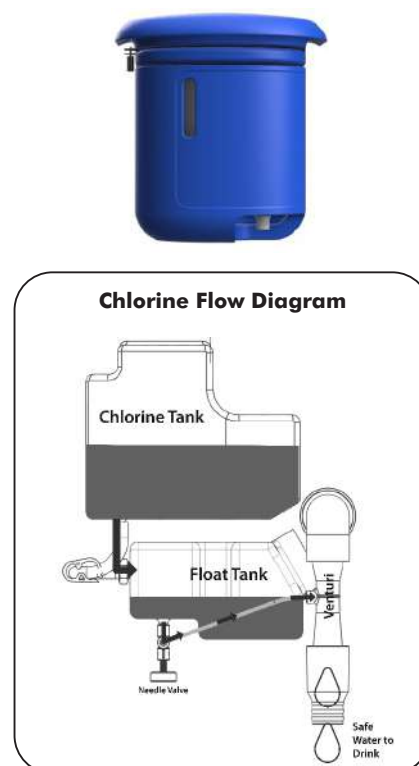 Chlorine Flow Diagram
Chlorine Tank
Float Tank
Venturi
Needle Valve
Safe
Water to
Drink